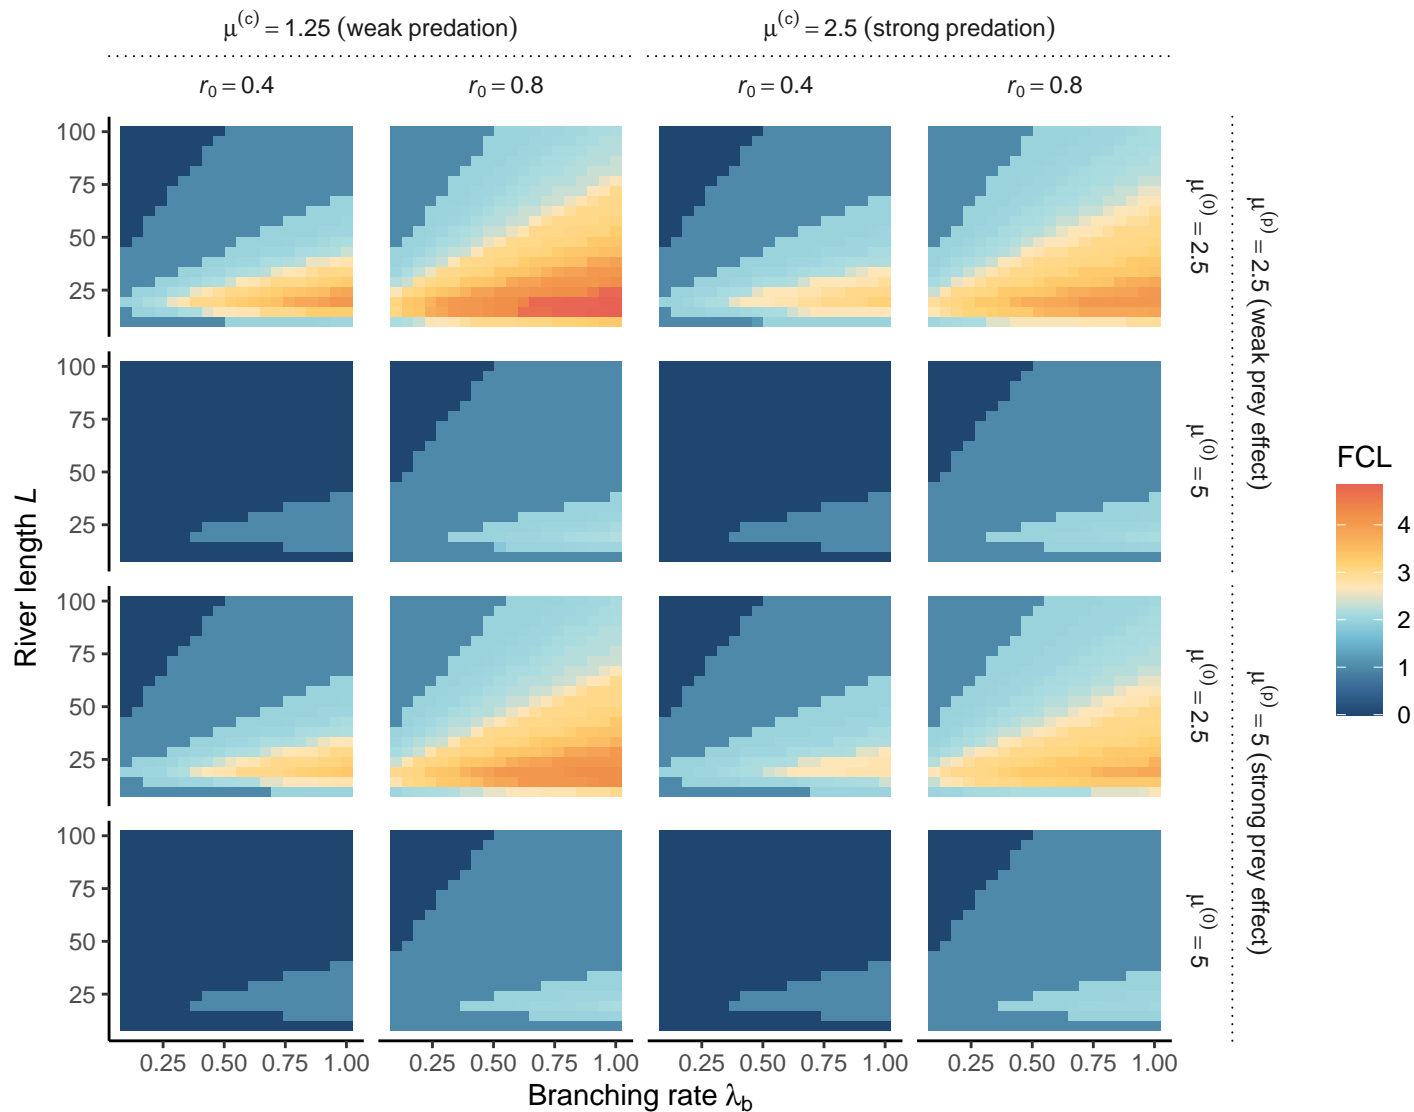 μ(c) = 1.25 (weak predation)
μ(c) = 2.5 (strong predation)
r0 = 0.4
r0 = 0.8
r0 = 0.4
r0 = 0.8
100
75
50
25
μ(0) = 2.5
100
75
50
25
μ(0) = 5
μ(p) = 2.5 (weak prey effect)
100
75
50
25
μ(0) = 2.5
100
75
50
25
μ(0) = 5
μ(p) = 5 (strong prey effect)
River length L
0.25 0.50 0.75 1.00
0.25 0.50 0.75 1.00
0.25 0.50 0.75 1.00
0.25 0.50 0.75 1.00
Branching rate λb
FCL
4
3
2
1
0